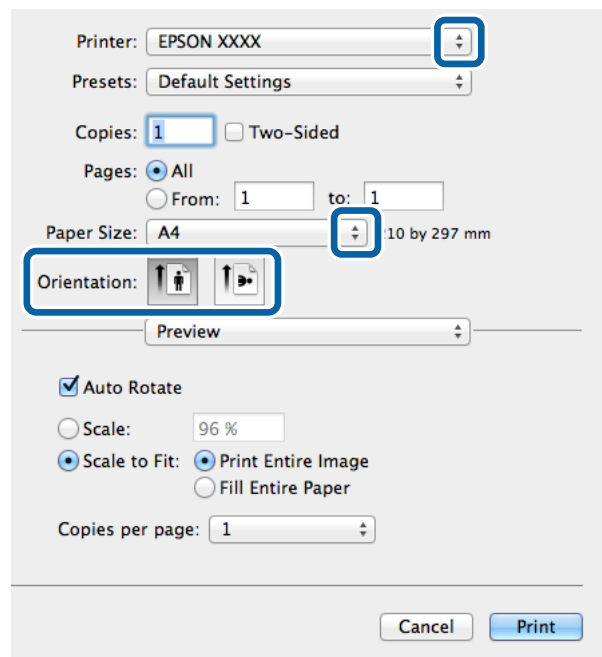 Printer: EPSON XXXX
Presets: Default Settings
Copies: 1 Two-Sided
Pages: All
From: 1 to: 1
Paper Size: A4 10 by 297 mm
Orientation:
Preview
Auto Rotate
Scale: 96 %
Scale to Fit: Print Entire Image
Fill Entire Paper
Copies per page: 1
Cancel Print